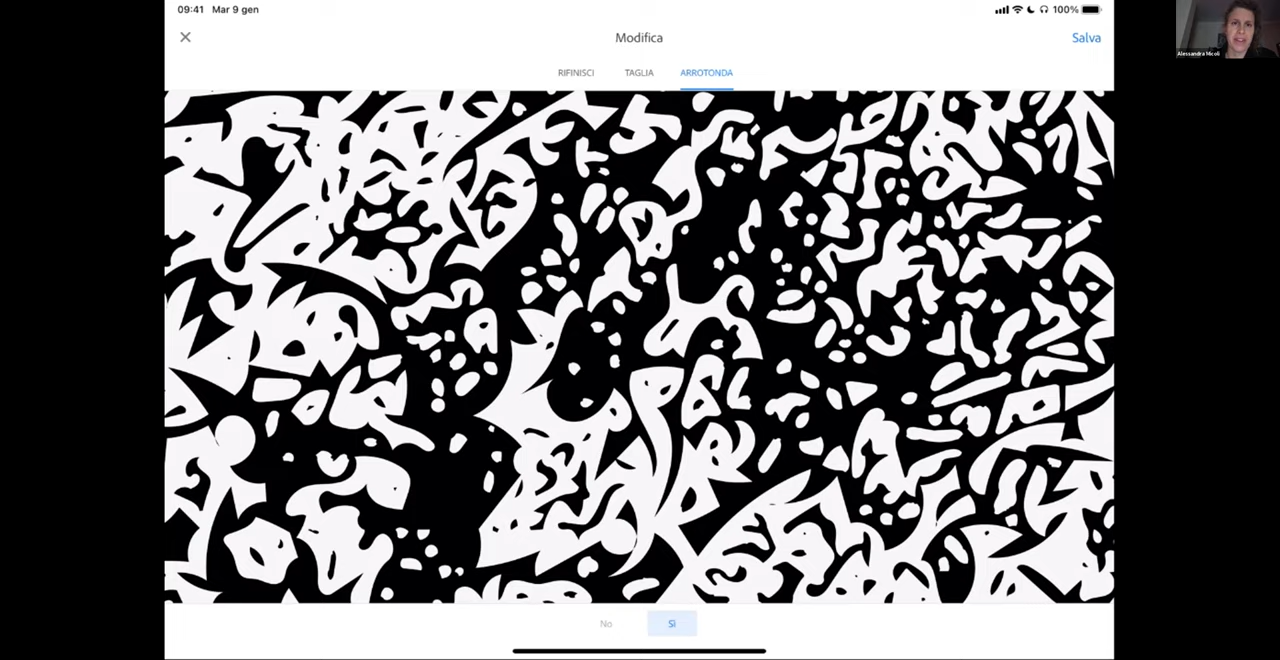 09:41 Mar 9 gen
100%
Modifica
Salva
RIFINISCI TAGLIA ARROTONDA
No Sì
Alessandra Micoli